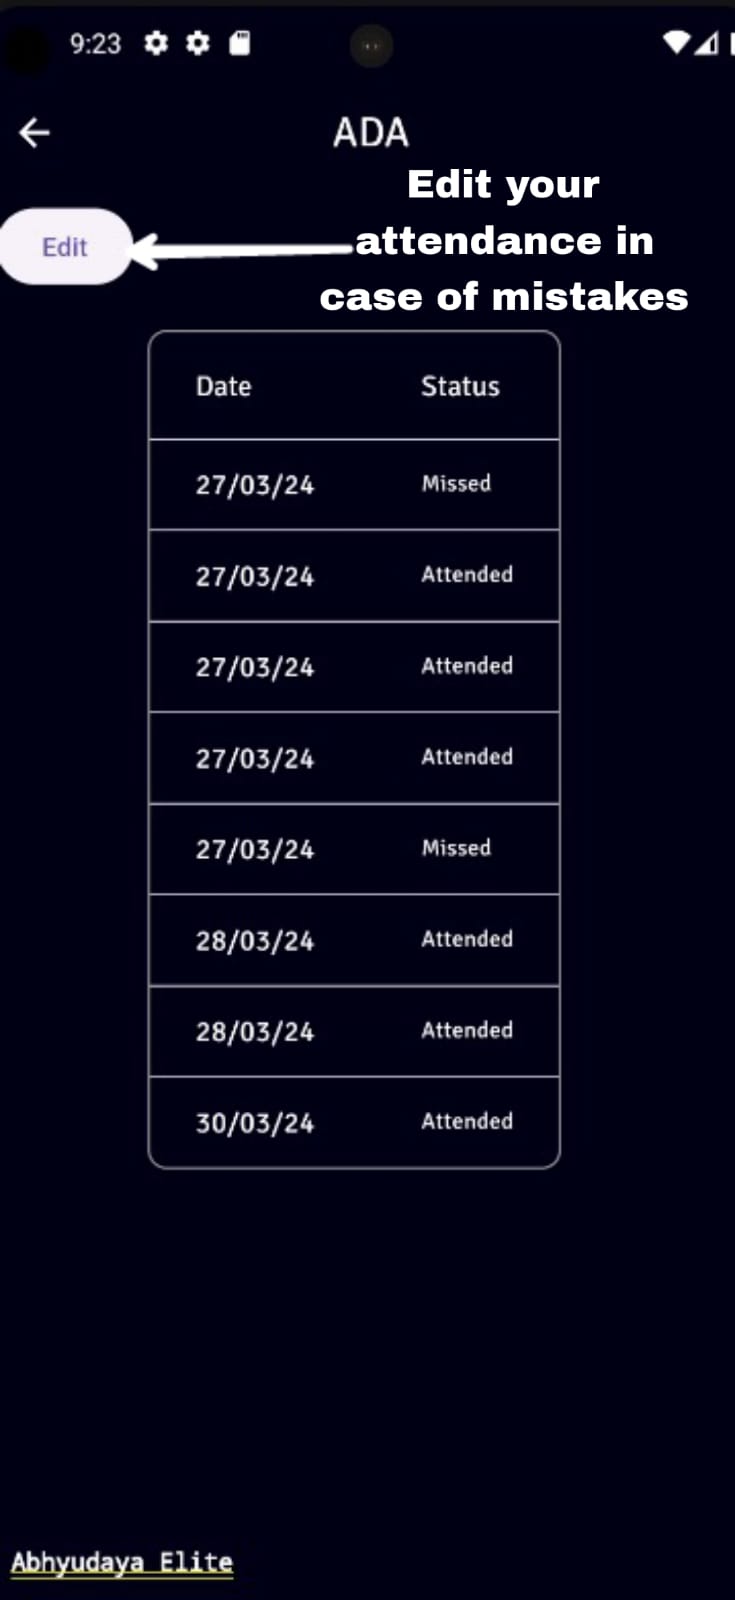 9:23
ADA
Edit your
Edit
attendance in
case of mistakes
Date Status
27/03/24 Missed
27/03/24 Attended
27/03/24 Attended
27/03/24 Attended
27/03/24 Missed
28/03/24 Attended
28/03/24 Attended
30/03/24 Attended
Abhyudaya Elite